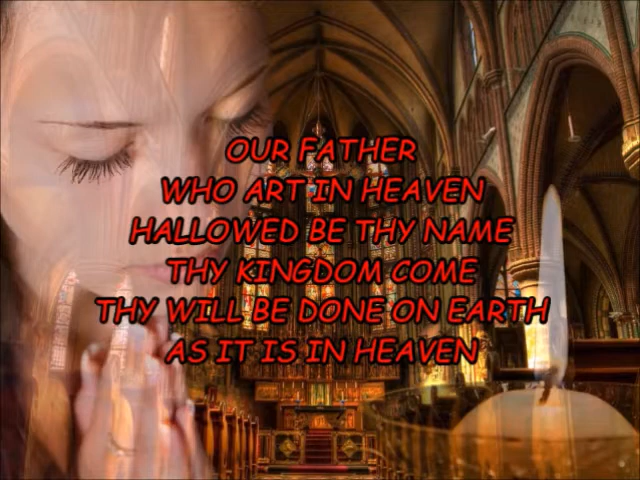 OUR FATHER
WHO ART IN HEAVEN
HALLOWED BE THY NAME
THY KINGDOM COME
THY WILL BE DONE ON EARTH
AS IT IS IN HEAVEN